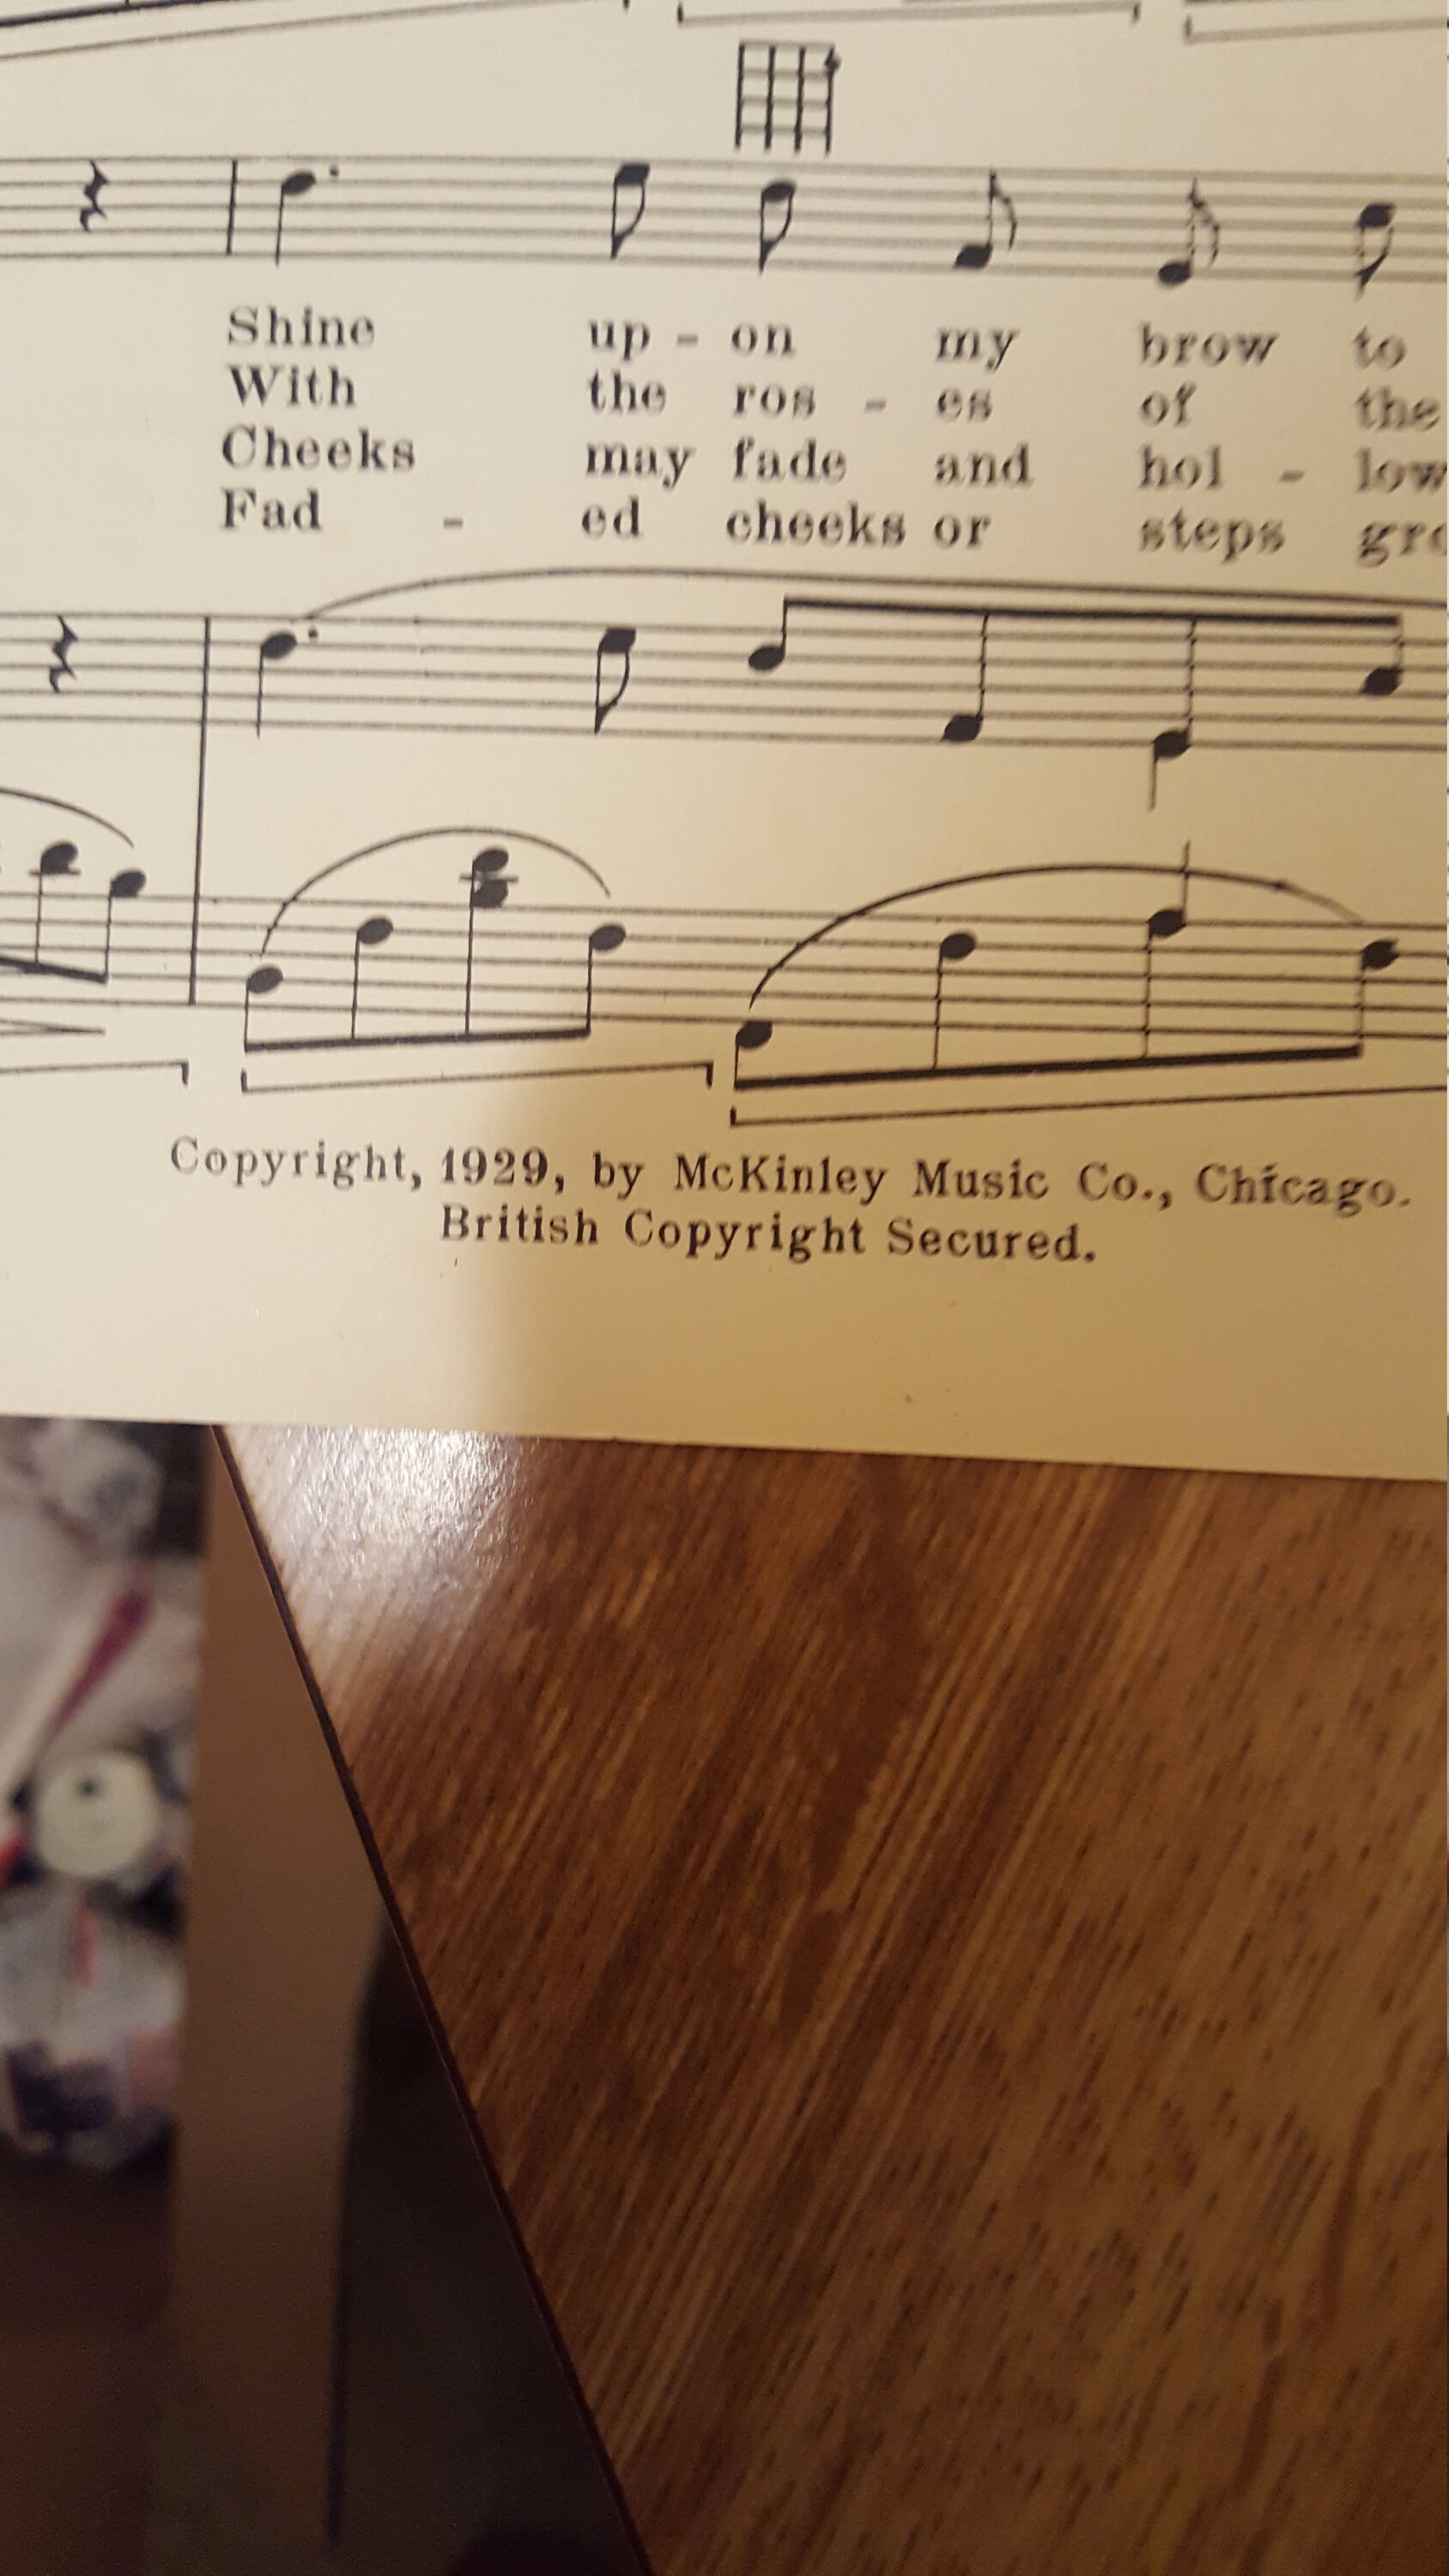 Shine up - on my brow to
With the ros - es of the
Cheeks may fade and hol - low
Fad - ed cheeks or steps
Copyright, 1929, by McKinley Music Co., Chicago.
British Copyright Secured.